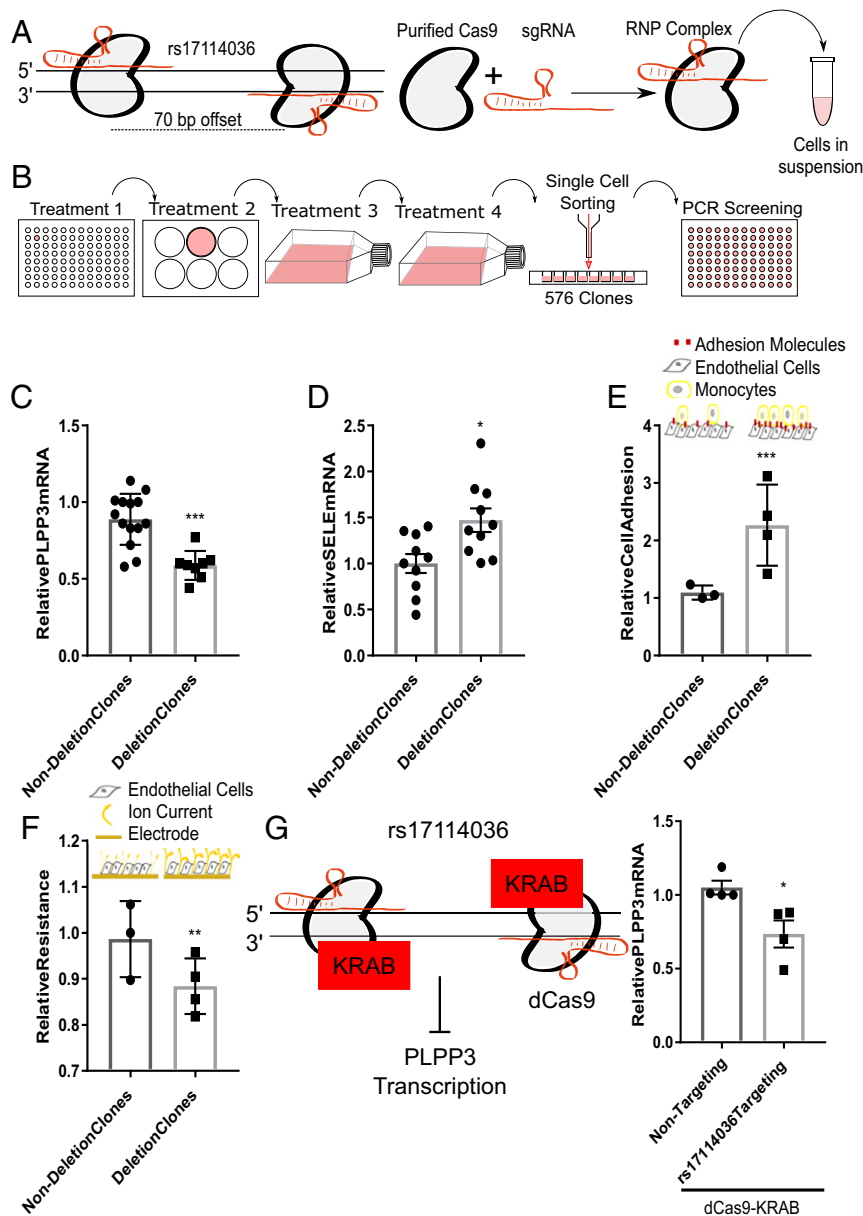 A
rs17114036
5'
3'
70 bp offset
Purified Cas9
sgRNA
+
RNP Complex
Cells in
suspension
B
Treatment 1
Treatment 2
Treatment 3
Treatment 4
Single Cell
Sorting
576 Clones
PCR Screening
C
RelativePLPP3mRNA
1.5
1.0
0.5
0.0
***
Non-DeletionClones
DeletionClones
D
RelativeSELEmRNA
2.5
2.0
1.5
1.0
0.5
0.0
*
Non-DeletionClones
DeletionClones
Adhesion Molecules
Endothelial Cells
Monocytes
E
RelativeCellAdhesion
4
3
2
1
0
***
Non-DeletionClones
DeletionClones
Endothelial Cells
Ion Current
Electrode
F
RelativeResistance
1.2
1.1
1.0
0.9
0.8
0.7
**
Non-DeletionClones
DeletionClones
G
rs17114036
5'
3'
KRAB
KRAB
dCas9
PLPP3
Transcription
RelativePLPP3mRNA
1.5
1.0
0.5
0.0
*
Non-Targeting
rs17114036Targeting
dCas9-KRAB